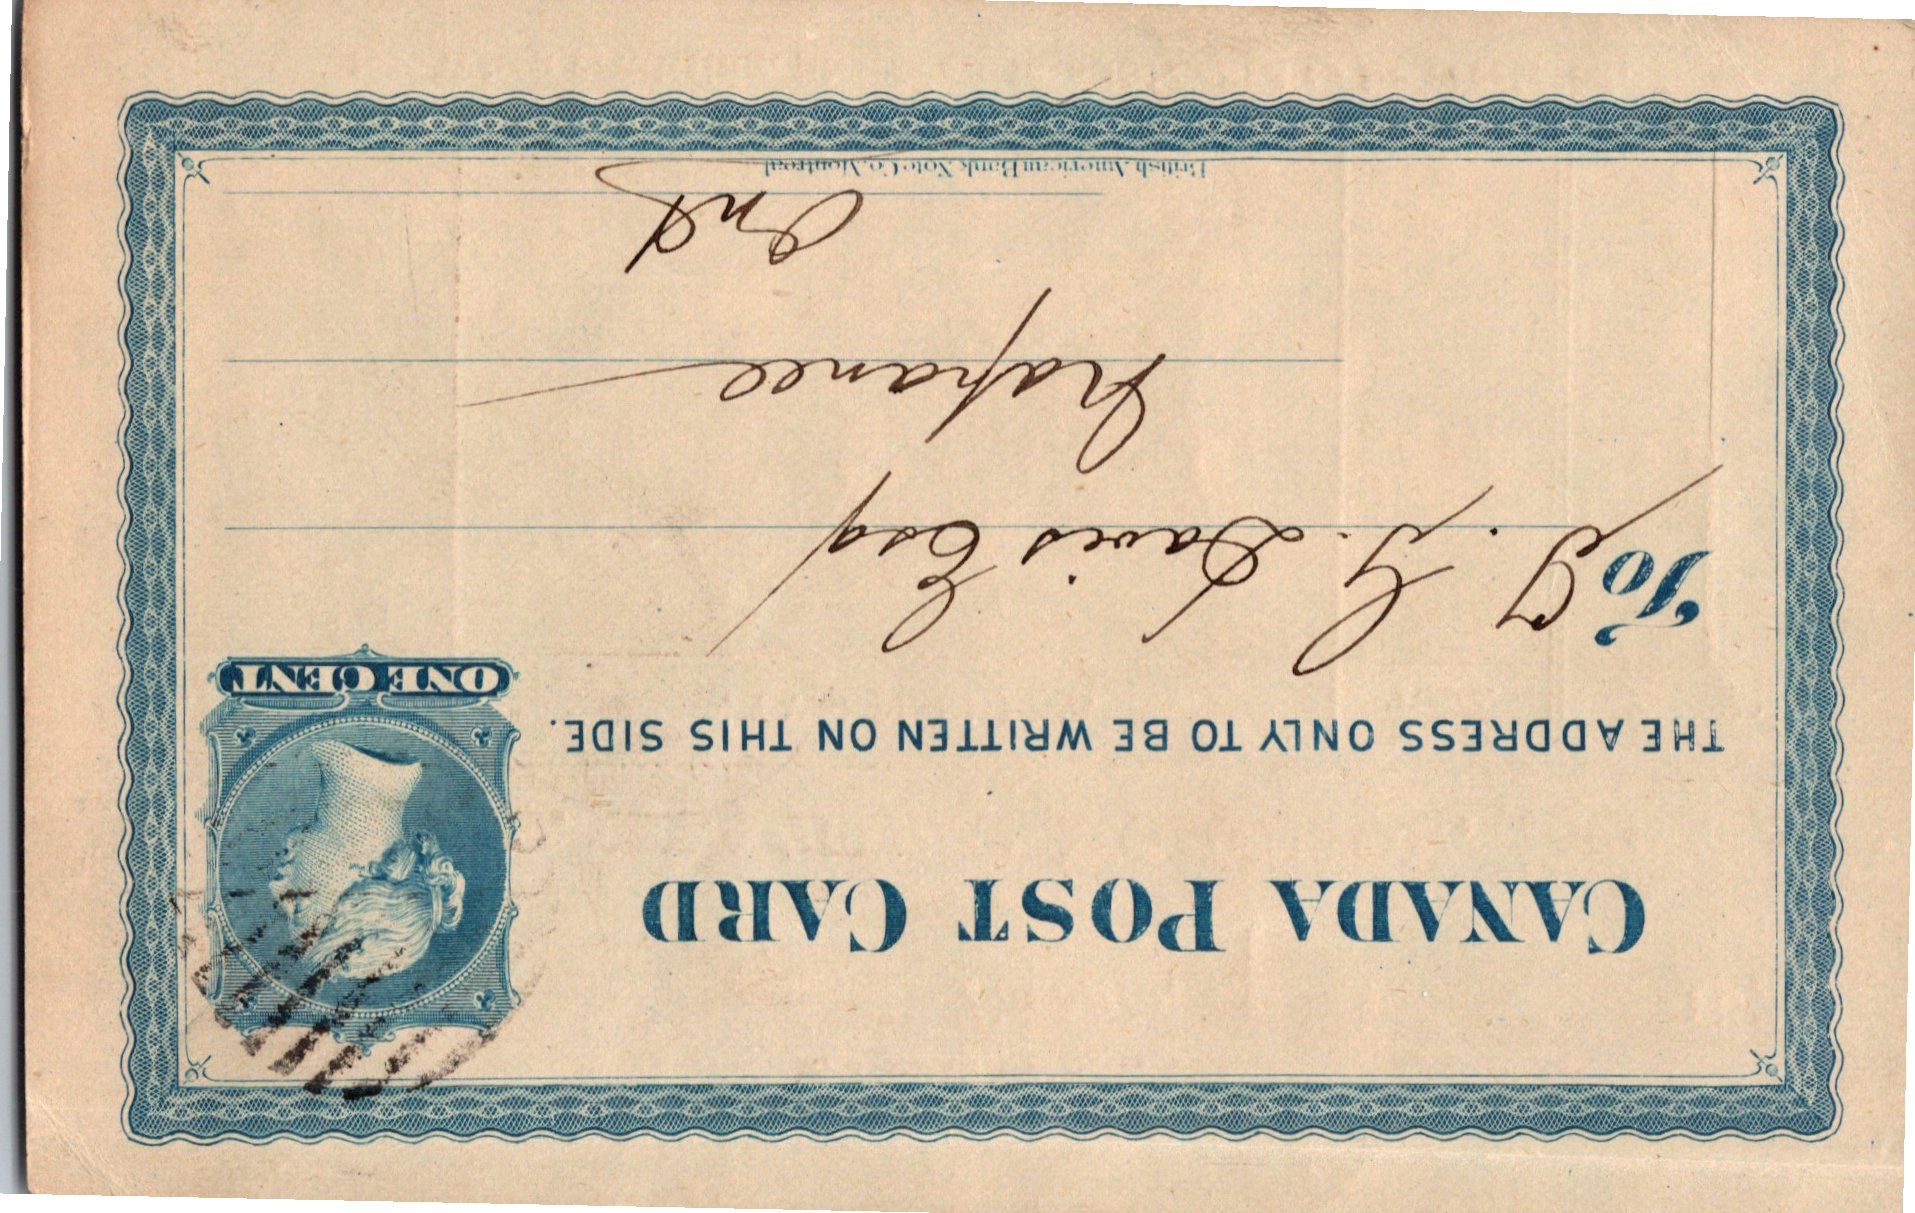 CANADA POST CARD
ONE CENT
THE ADDRESS ONLY TO BE WRITTEN ON THIS SIDE.
To
G. G. Davis Esq
Napanee
Ont
British American Bank Note Co. Montreal